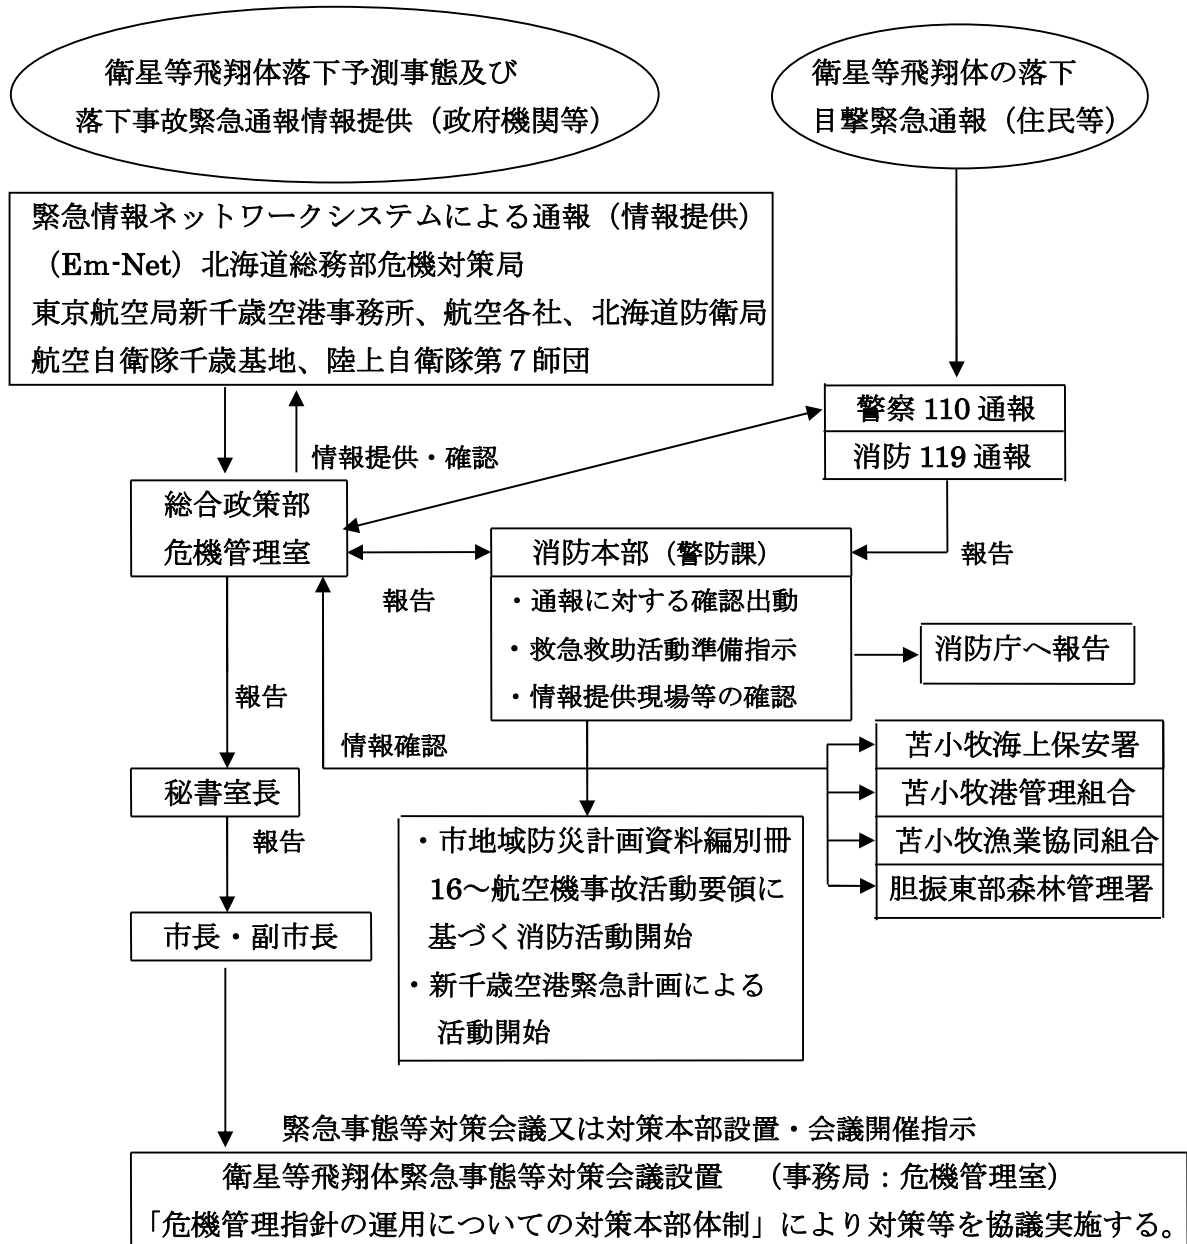 衛星等飛翔体落下予測事態及び
落下事故緊急通報情報提供（政府機関等）
衛星等飛翔体の落下
目撃緊急通報（住民等）
緊急情報ネットワークシステムによる通報（情報提供）
（Em-Net）北海道総務部危機対策局
東京航空局新千歳空港事務所、航空各社、北海道防衛局
航空自衛隊千歳基地、陸上自衛隊第７師団
警察 110 通報
消防 119 通報
情報提供・確認
総合政策部
危機管理室
報告
消防本部（警防課）
報告
・通報に対する確認出動
・救急救助活動準備指示
・情報提供現場等の確認
消防庁へ報告
報告
情報確認
苫小牧海上保安署
苫小牧港管理組合
苫小牧漁業協同組合
胆振東部森林管理署
秘書室長
報告
・市地域防災計画資料編別冊
16～航空機事故活動要領に
基づく消防活動開始
・新千歳空港緊急計画による
活動開始
市長・副市長
緊急事態等対策会議又は対策本部設置・会議開催指示
衛星等飛翔体緊急事態等対策会議設置　（事務局：危機管理室）
「危機管理指針の運用についての対策本部体制」により対策等を協議実施する。